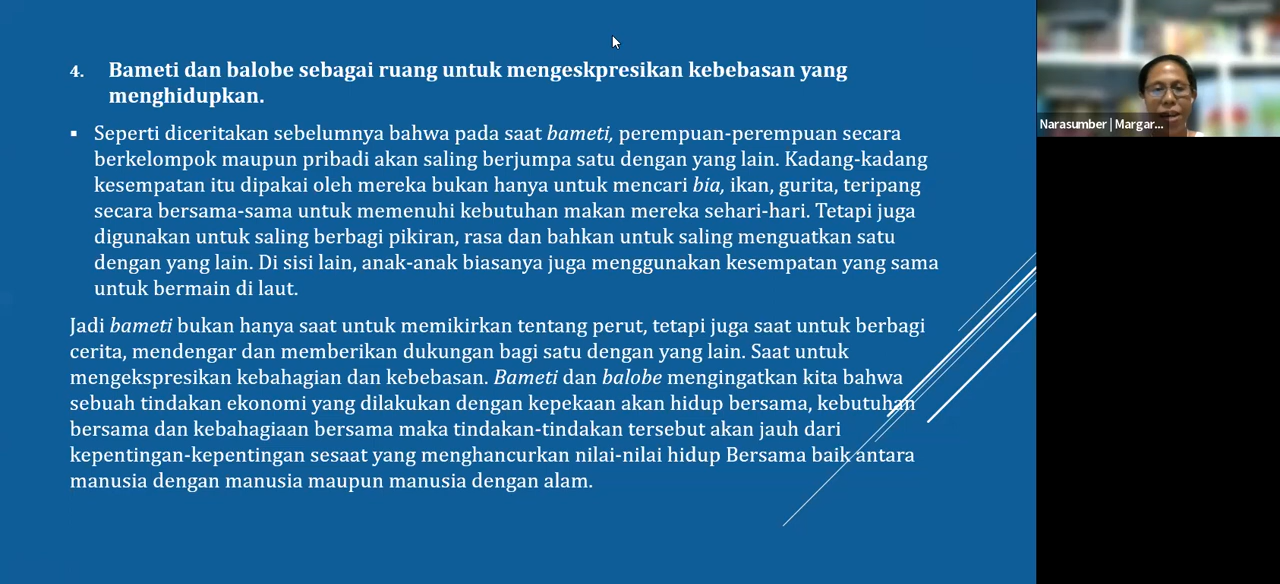 4. Bameti dan balobe sebagai ruang untuk mengeskpresikan kebebasan yang
menghidupkan.
▪ Seperti diceritakan sebelumnya bahwa pada saat bameti, perempuan-perempuan secara
berkelompok maupun pribadi akan saling berjumpa satu dengan yang lain. Kadang-kadang
kesempatan itu dipakai oleh mereka bukan hanya untuk mencari bia, ikan, gurita, teripang
secara bersama-sama untuk memenuhi kebutuhan makan mereka sehari-hari. Tetapi juga
digunakan untuk saling berbagi pikiran, rasa dan bahkan untuk saling menguatkan satu
dengan yang lain. Di sisi lain, anak-anak biasanya juga menggunakan kesempatan yang sama
untuk bermain di laut.
Jadi bameti bukan hanya saat untuk memikirkan tentang perut, tetapi juga saat untuk berbagi
cerita, mendengar dan memberikan dukungan bagi satu dengan yang lain. Saat untuk
mengekspresikan kebahagian dan kebebasan. Bameti dan balobe mengingatkan kita bahwa
sebuah tindakan ekonomi yang dilakukan dengan kepekaan akan hidup bersama, kebutuhan
bersama dan kebahagiaan bersama maka tindakan-tindakan tersebut akan jauh dari
kepentingan-kepentingan sesaat yang menghancurkan nilai-nilai hidup Bersama baik antara
manusia dengan manusia maupun manusia dengan alam.
Narasumber | Margar...